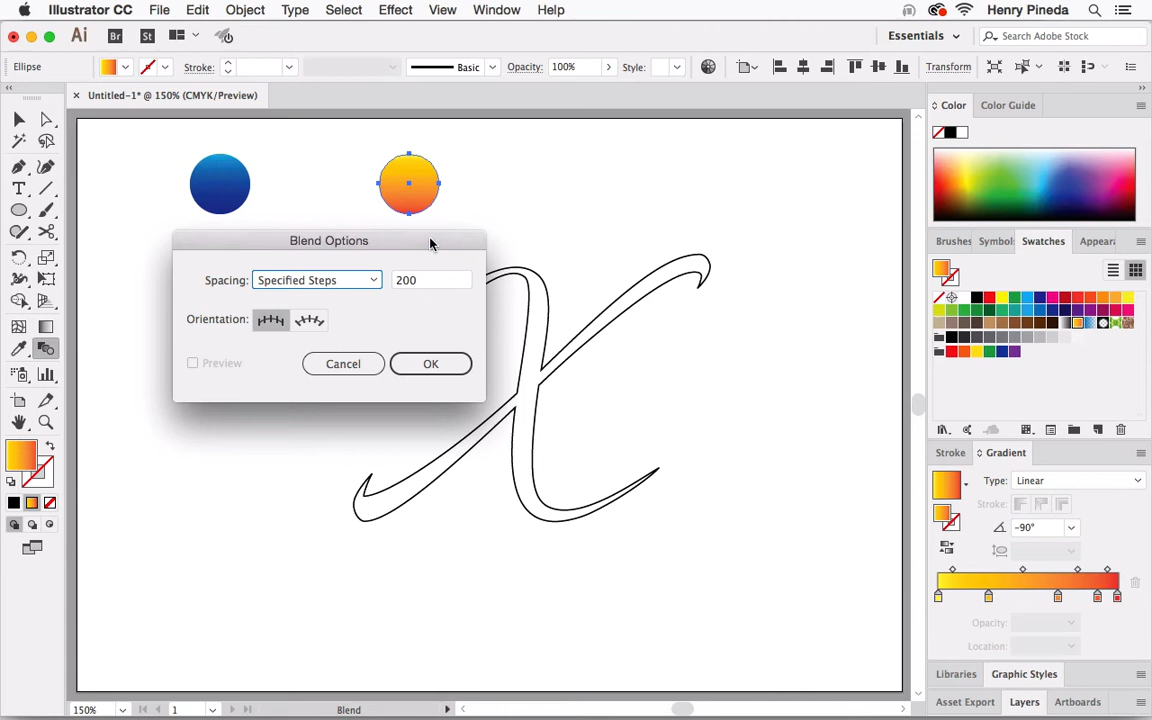 Illustrator CC File Edit Object Type Select Effect View Window Help Henry Pineda
Ai Br St Essentials Search Adobe Stock
Ellipse Stroke: Basic Opacity: 100% Style: Transform
× Untitled-1* @ 150% (CMYK/Preview)
Color Color Guide
Blend Options
Spacing: Specified Steps 200
Orientation:
Preview Cancel OK
Brushes Symbol: Swatches Appeara
Stroke Gradient
Type: Linear
Stroke:
-90°
Opacity:
Location:
Libraries Graphic Styles
Asset Export Layers Artboards
150% 1 Blend
X